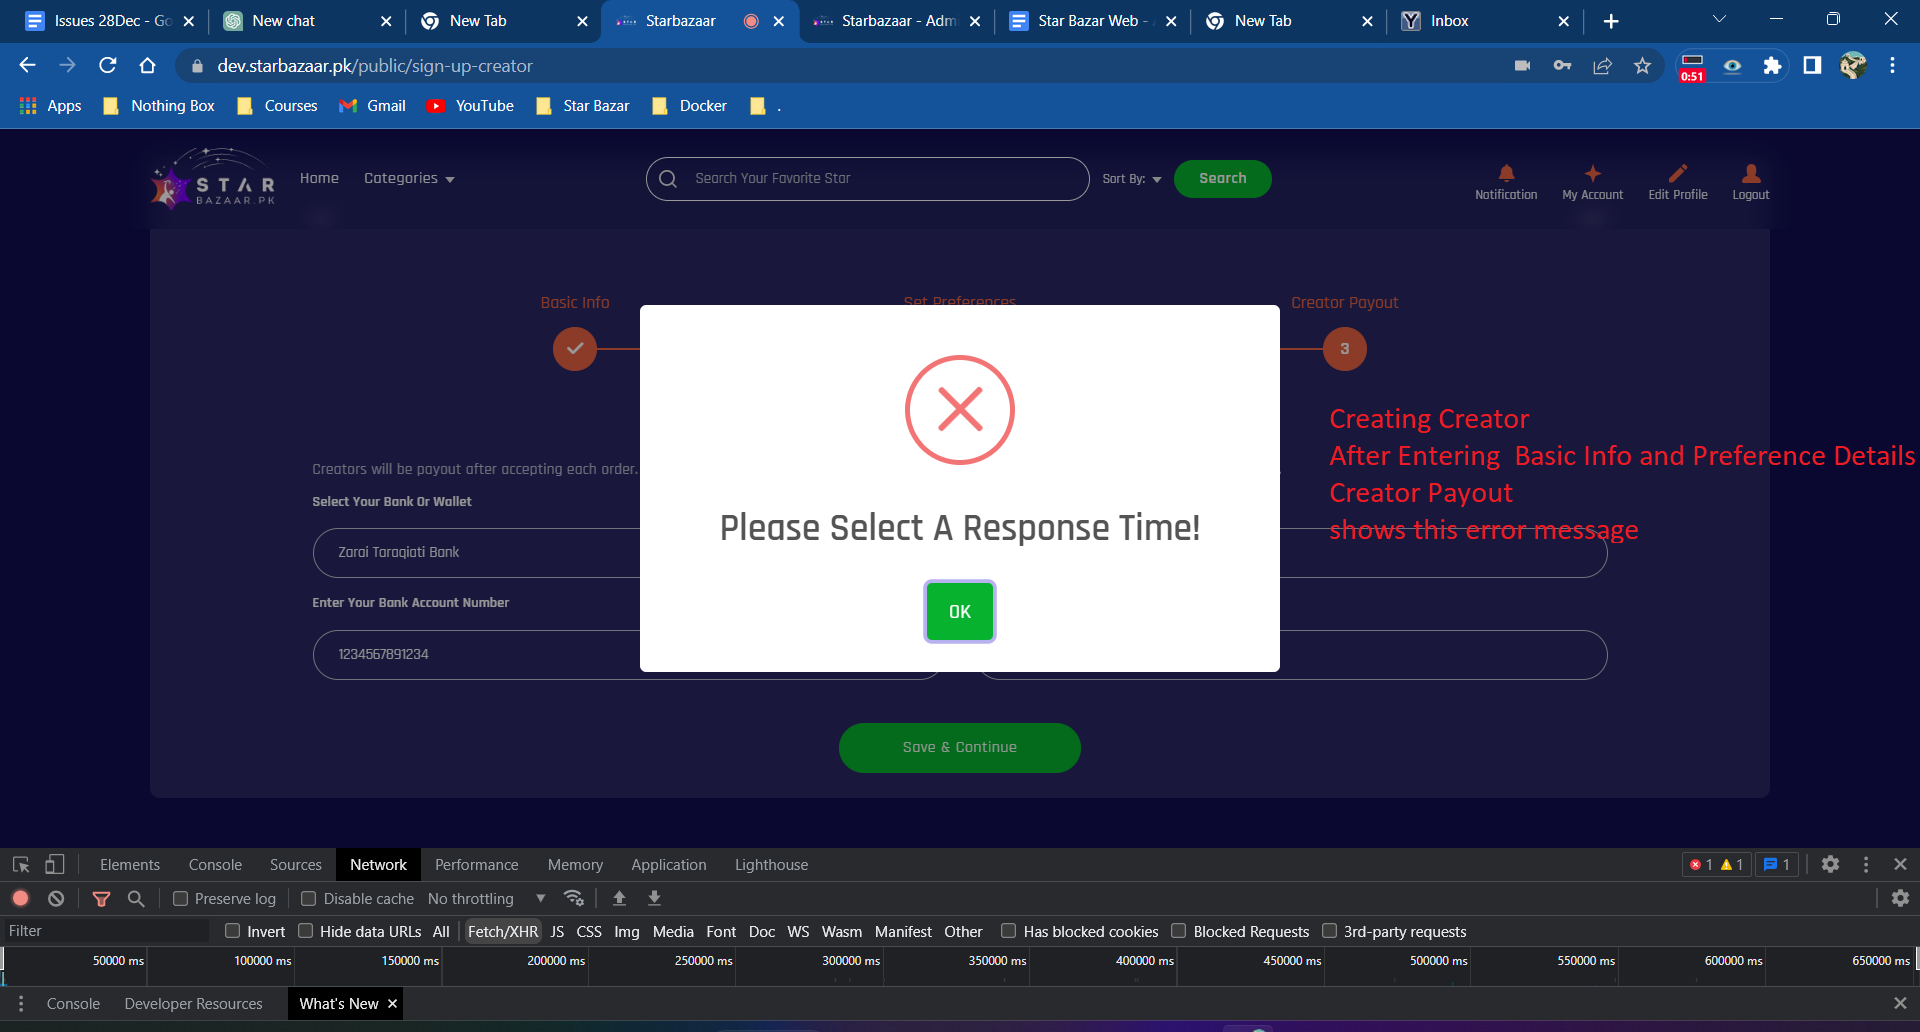 Issues 28Dec - Go
New chat
New Tab
Starbazaar
Starbazaar - Adm
Star Bazar Web -
New Tab
Inbox
dev.starbazaar.pk/public/sign-up-creator
0:51
Apps
Nothing Box
Courses
Gmail
YouTube
Star Bazar
Docker
.
STAR
BAZAAR.PK
Home
Categories
Search Your Favorite Star
Sort By:
Search
Notification
My Account
Edit Profile
Logout
Basic Info
Set Preferences
Creator Payout
3
Creating Creator
After Entering  Basic Info and Preference Details
Creator Payout
shows this error message
Creators will be payout after accepting each order.
Select Your Bank Or Wallet
Zarai Taraqiati Bank
Enter Your Bank Account Number
1234567891234
Please Select A Response Time!
OK
Save & Continue
Elements
Console
Sources
Network
Performance
Memory
Application
Lighthouse
1
1
1
Preserve log
Disable cache
No throttling
Filter
Invert
Hide data URLs
All
Fetch/XHR
JS
CSS
Img
Media
Font
Doc
WS
Wasm
Manifest
Other
Has blocked cookies
Blocked Requests
3rd-party requests
50000 ms
100000 ms
150000 ms
200000 ms
250000 ms
300000 ms
350000 ms
400000 ms
450000 ms
500000 ms
550000 ms
600000 ms
650000 ms
Console
Developer Resources
What's New